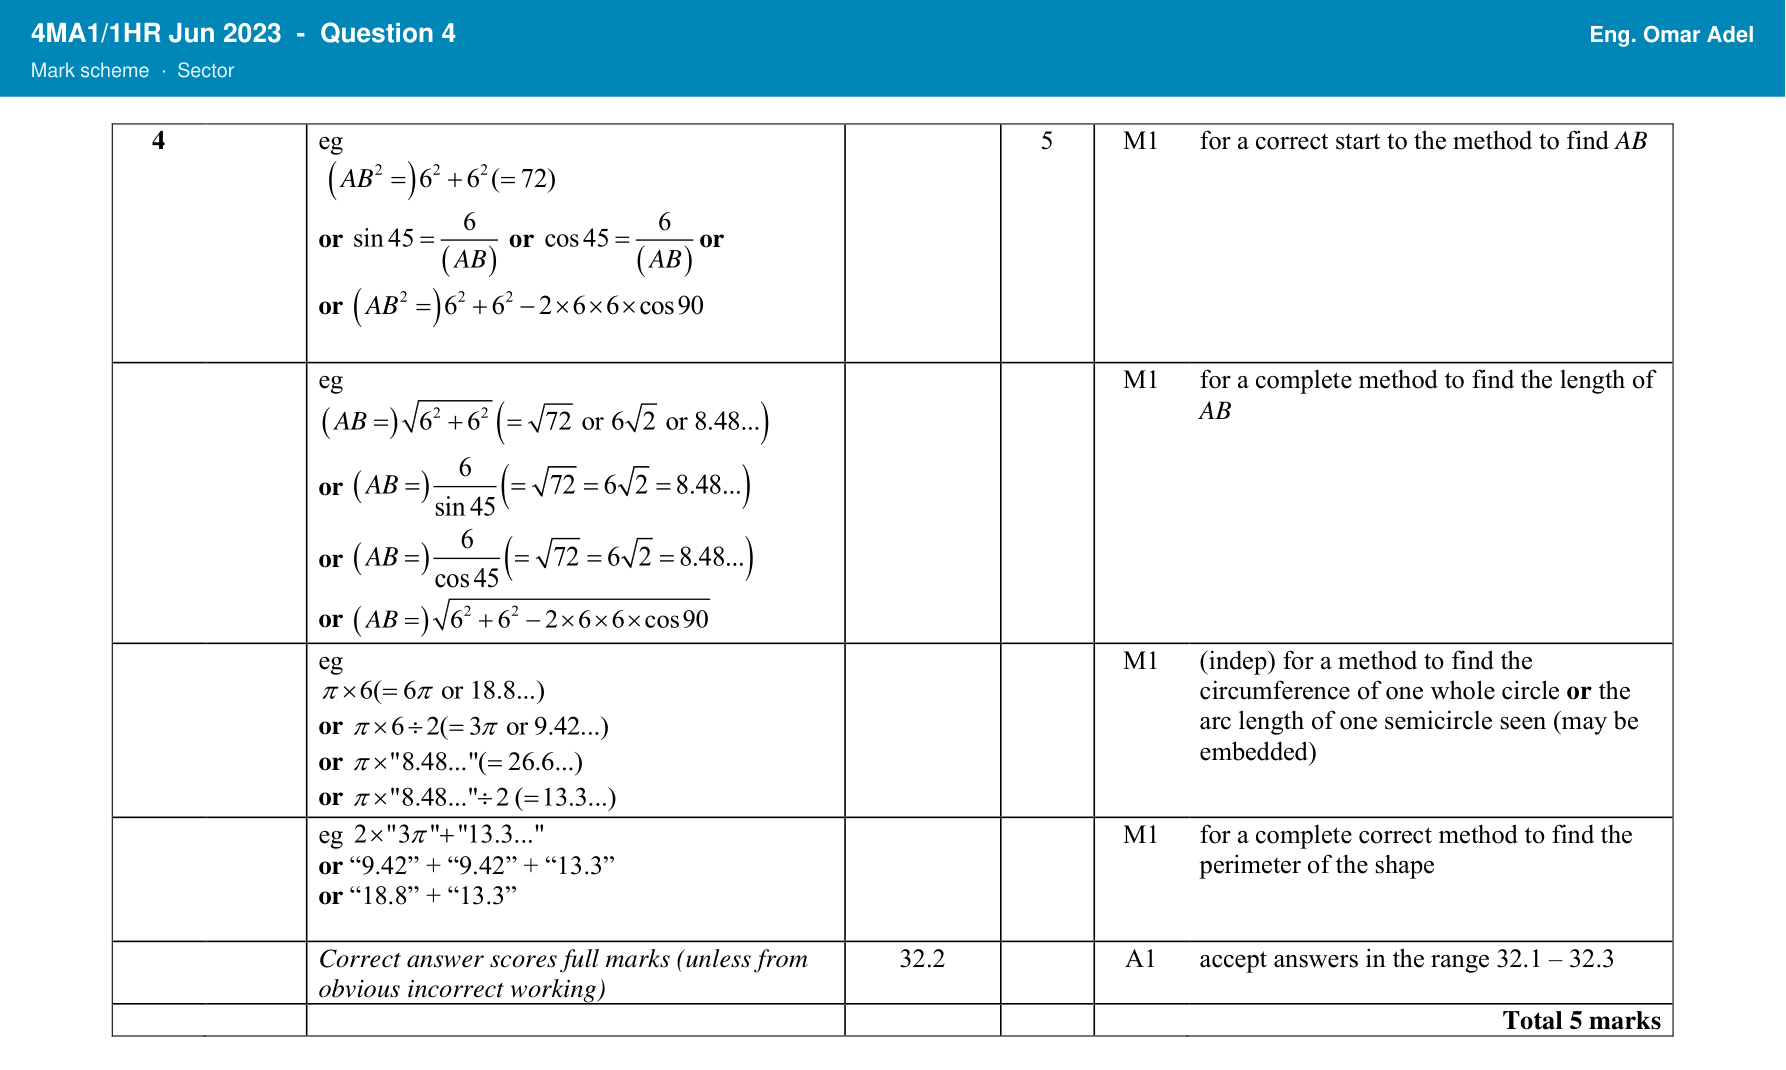 4MA1/1HR Jun 2023 - Question 4
Eng. Omar Adel
Mark scheme · Sector
4
eg
5
M1
for a correct start to the method to find AB
(AB² =)6² + 6²(= 72)
or sin 45 = 6/(AB) or cos 45 = 6/(AB) or
or (AB² =)6² + 6² − 2×6×6×cos 90
eg
M1
for a complete method to find the length of
AB
(AB =)√(6² + 6²) (= √72 or 6√2 or 8.48...)
or (AB =) 6/sin 45 (= √72 = 6√2 = 8.48...)
or (AB =) 6/cos 45 (= √72 = 6√2 = 8.48...)
or (AB =)√(6² + 6² − 2×6×6×cos 90)
eg
M1
(indep) for a method to find the
circumference of one whole circle or the
arc length of one semicircle seen (may be
embedded)
π×6(= 6π or 18.8...)
or π×6÷2(= 3π or 9.42...)
or π×"8.48..."(= 26.6...)
or π×"8.48..."÷2 (=13.3...)
eg 2×"3π"+"13.3..."
M1
for a complete correct method to find the
perimeter of the shape
or “9.42” + “9.42” + “13.3”
or “18.8” + “13.3”
Correct answer scores full marks (unless from
obvious incorrect working)
32.2
A1
accept answers in the range 32.1 – 32.3
Total 5 marks